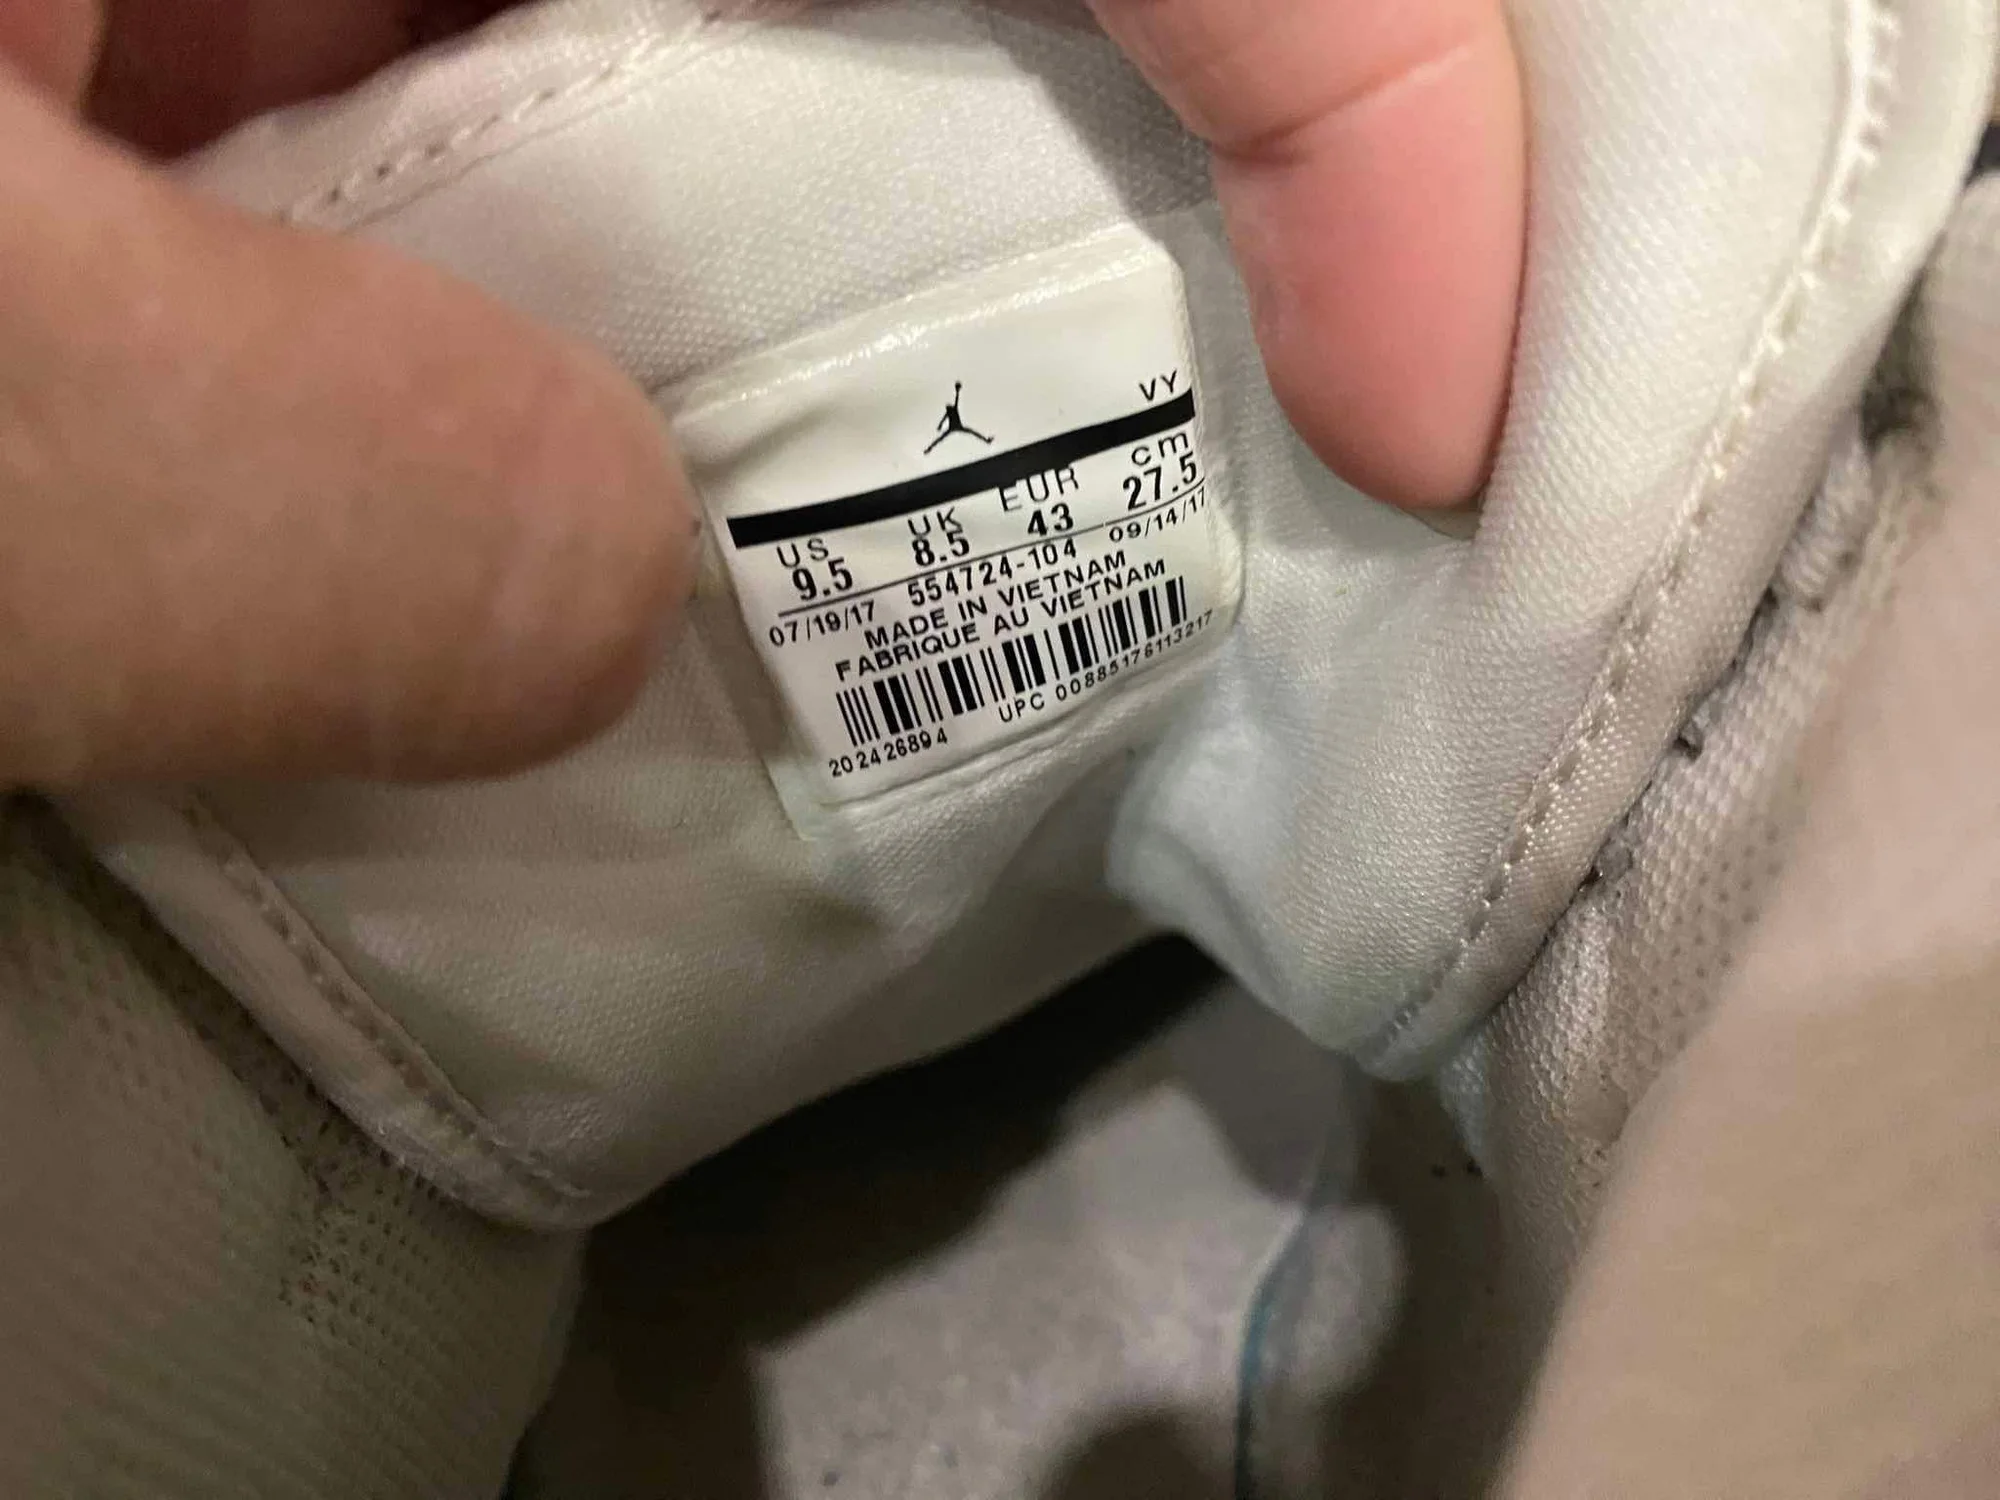 VY
US UK EUR cm
9.5 8.5 43 27.5
07/19/17 554724-104 09/14/17
MADE IN VIETNAM
FABRIQUE AU VIETNAM
202426894 UPC 00885176113217